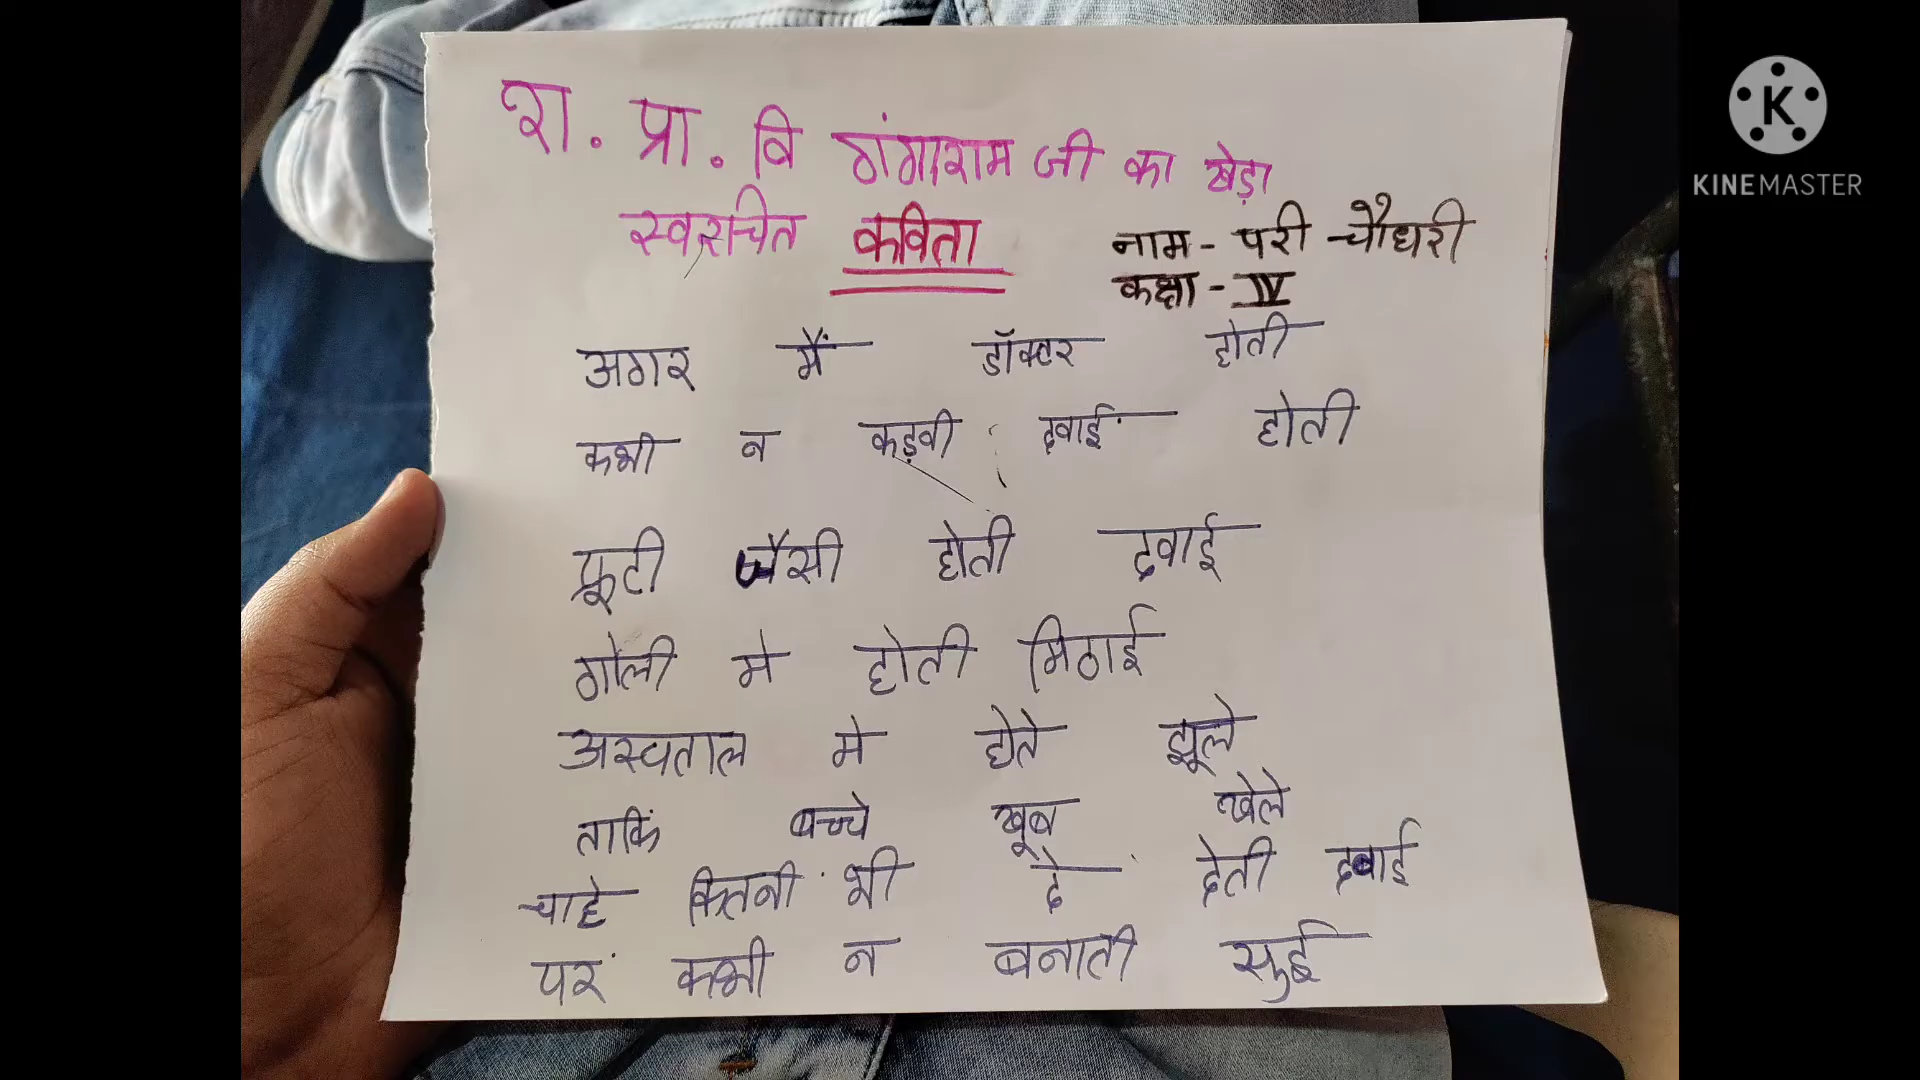 रा. प्रा. वि गंगाराम जी का खेड़ा
स्वरचित कविता
नाम - परी चौधरी
कक्षा - IV
अगर मैं डॉक्टर होती
कभी न कड़वी दवाई होती
फ्रूटी जैसी होती दवाई
गोली मे होती मिठाई
अस्पताल मे होते झूले
ताकि बच्चे खूब खेले
चाहे कितनी भी दे देती दवाई
पर कभी न बनाती सुई
KINEMASTER